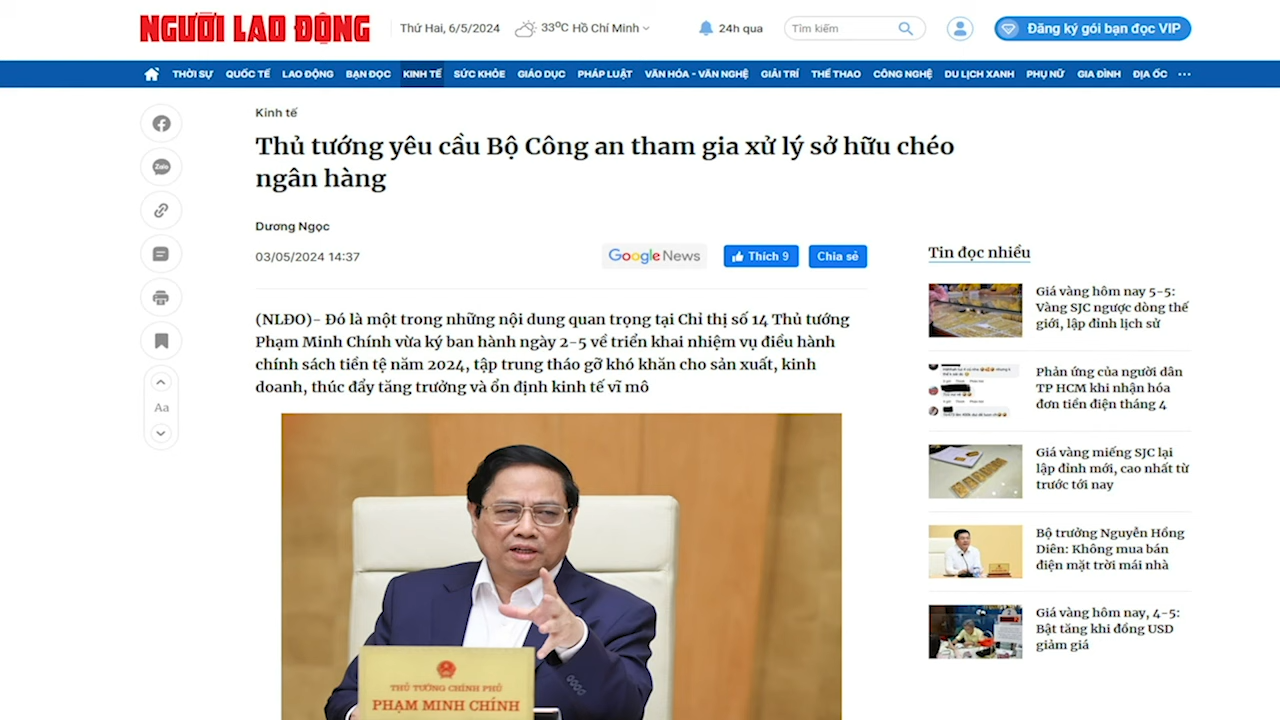 NGƯỜI LAO ĐỘNG
Thứ Hai, 6/5/2024
33°C Hồ Chí Minh
24h qua
Tìm kiếm
Đăng ký gói bạn đọc VIP
THỜI SỰ QUỐC TẾ LAO ĐỘNG BẠN ĐỌC KINH TẾ SỨC KHỎE GIÁO DỤC PHÁP LUẬT VĂN HÓA - VĂN NGHỆ GIẢI TRÍ THỂ THAO CÔNG NGHỆ DU LỊCH XANH PHỤ NỮ GIA ĐÌNH ĐỊA ỐC ...
Kinh tế
Thủ tướng yêu cầu Bộ Công an tham gia xử lý sở hữu chéo
ngân hàng
Dương Ngọc
03/05/2024 14:37
Google News
Thích 9
Chia sẻ
Zalo
Aa
(NLĐO)- Đó là một trong những nội dung quan trọng tại Chỉ thị số 14 Thủ tướng
Phạm Minh Chính vừa ký ban hành ngày 2-5 về triển khai nhiệm vụ điều hành
chính sách tiền tệ năm 2024, tập trung tháo gỡ khó khăn cho sản xuất, kinh
doanh, thúc đẩy tăng trưởng và ổn định kinh tế vĩ mô
THỦ TƯỚNG CHÍNH PHỦ
PHẠM MINH CHÍNH
Tin đọc nhiều
Giá vàng hôm nay 5-5:
Vàng SJC ngược dòng thế
giới, lập đỉnh lịch sử
Phản ứng của người dân
TP HCM khi nhận hóa
đơn tiền điện tháng 4
Giá vàng miếng SJC lại
lập đỉnh mới, cao nhất từ
trước tới nay
Bộ trưởng Nguyễn Hồng
Diên: Không mua bán
điện mặt trời mái nhà
Giá vàng hôm nay, 4-5:
Bật tăng khi đồng USD
giảm giá